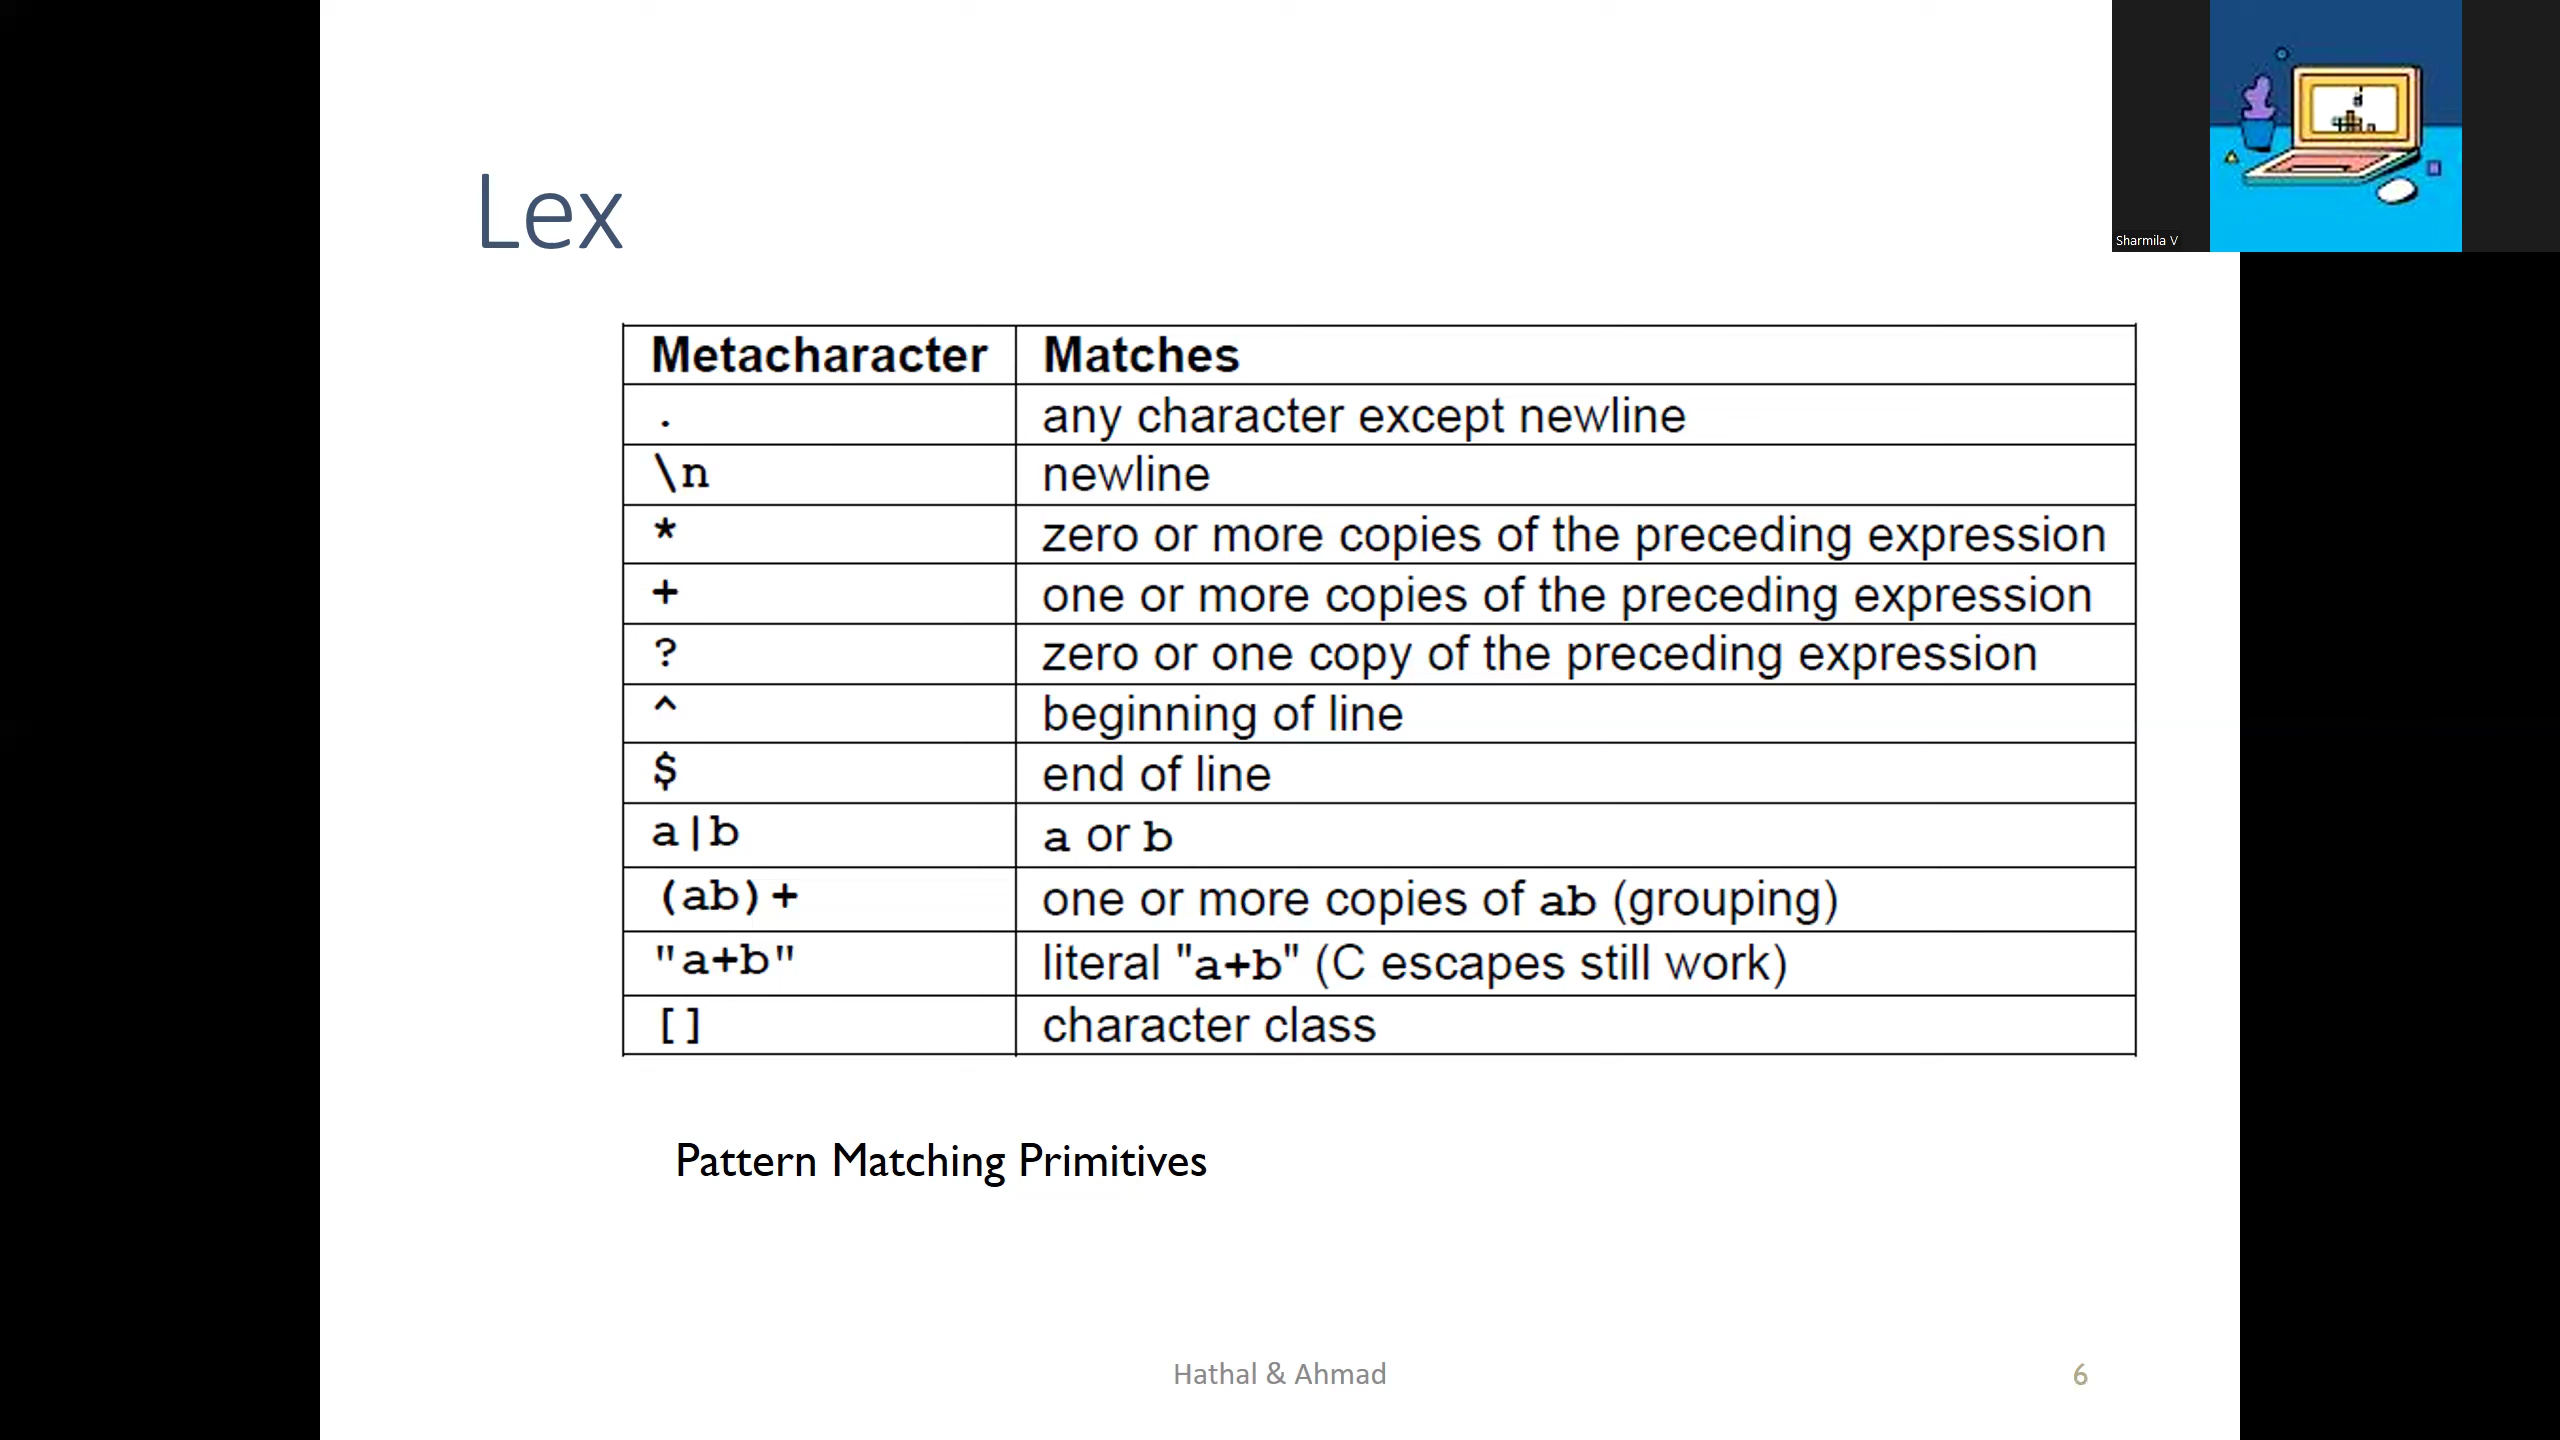 Sharmila V
Lex
Metacharacter Matches
. any character except newline
\n newline
* zero or more copies of the preceding expression
+ one or more copies of the preceding expression
? zero or one copy of the preceding expression
^ beginning of line
$ end of line
a|b a or b
(ab)+ one or more copies of ab (grouping)
"a+b" literal "a+b" (C escapes still work)
[] character class
Pattern Matching Primitives
Hathal & Ahmad 6